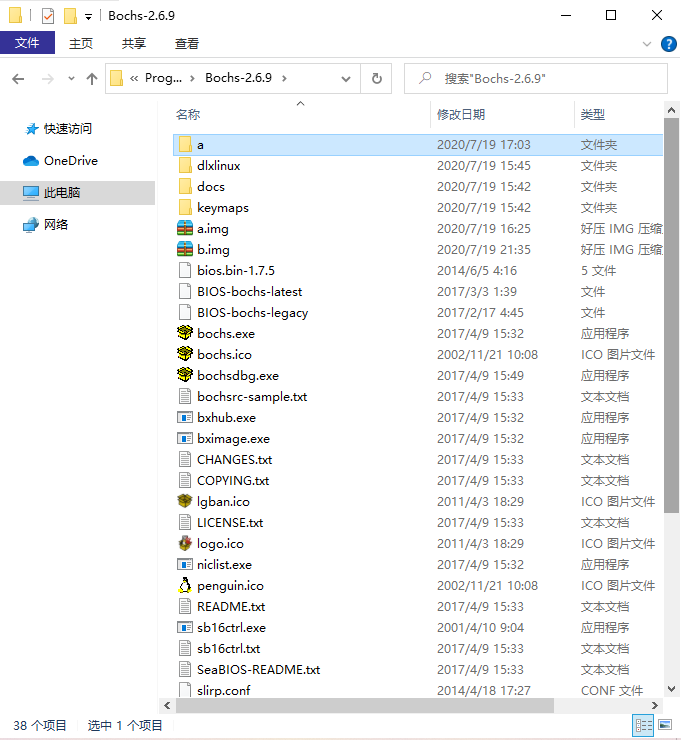 Bochs-2.6.9
文件 主页 共享 查看
« Prog... › Bochs-2.6.9 › 搜索"Bochs-2.6.9"
名称 修改日期 类型
快速访问
OneDrive
此电脑
网络
a 2020/7/19 17:03 文件夹
dlxlinux 2020/7/19 15:45 文件夹
docs 2020/7/19 15:42 文件夹
keymaps 2020/7/19 15:42 文件夹
a.img 2020/7/19 16:25 好压 IMG 压缩
b.img 2020/7/19 21:35 好压 IMG 压缩
bios.bin-1.7.5 2014/6/5 4:16 5 文件
BIOS-bochs-latest 2017/3/3 1:39 文件
BIOS-bochs-legacy 2017/2/17 4:45 文件
bochs.exe 2017/4/9 15:32 应用程序
bochs.ico 2002/11/21 10:08 ICO 图片文件
bochsdbg.exe 2017/4/9 15:49 应用程序
bochsrc-sample.txt 2017/4/9 15:33 文本文档
bxhub.exe 2017/4/9 15:32 应用程序
bximage.exe 2017/4/9 15:32 应用程序
CHANGES.txt 2017/4/9 15:33 文本文档
COPYING.txt 2017/4/9 15:33 文本文档
lgban.ico 2011/4/3 18:29 ICO 图片文件
LICENSE.txt 2017/4/9 15:33 文本文档
logo.ico 2011/4/3 18:29 ICO 图片文件
niclist.exe 2017/4/9 15:32 应用程序
penguin.ico 2002/11/21 10:08 ICO 图片文件
README.txt 2017/4/9 15:33 文本文档
sb16ctrl.exe 2001/4/10 9:04 应用程序
sb16ctrl.txt 2017/4/9 15:33 文本文档
SeaBIOS-README.txt 2017/4/9 15:33 文本文档
slirp.conf 2014/4/18 17:27 CONF 文件
38 个项目 选中 1 个项目